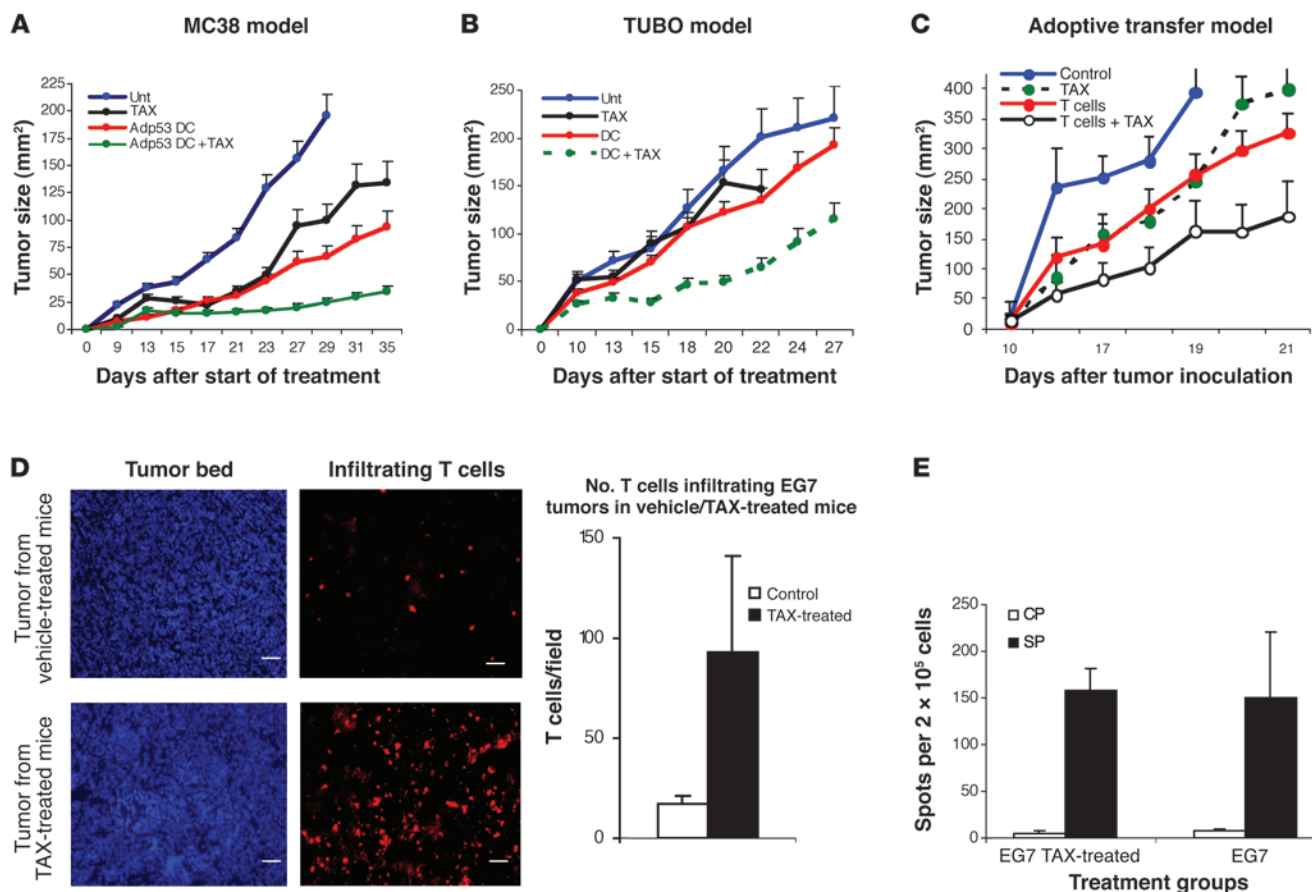 A
MC38 model
Tumor size (mm²)
225
200
175
150
125
100
75
50
25
0
Unt
TAX
Adp53 DC
Adp53 DC + TAX
0 9 13 15 17 21 23 27 29 31 35
Days after start of treatment
B
TUBO model
Tumor size (mm²)
250
200
150
100
50
0
Unt
TAX
DC
DC + TAX
0 10 13 15 18 20 22 24 27
Days after start of treatment
C
Adoptive transfer model
Tumor size (mm²)
400
350
300
250
200
150
100
50
0
Control
TAX
T cells
T cells + TAX
10 17 19 21
Days after tumor inoculation
D
Tumor bed
Infiltrating T cells
Tumor from
vehicle-treated mice
Tumor from
TAX-treated mice
No. T cells infiltrating EG7
tumors in vehicle/TAX-treated mice
T cells/field
150
100
50
0
Control
TAX-treated
E
Spots per 2 × 10⁵ cells
250
200
150
100
50
0
CP
SP
EG7 TAX-treated EG7
Treatment groups